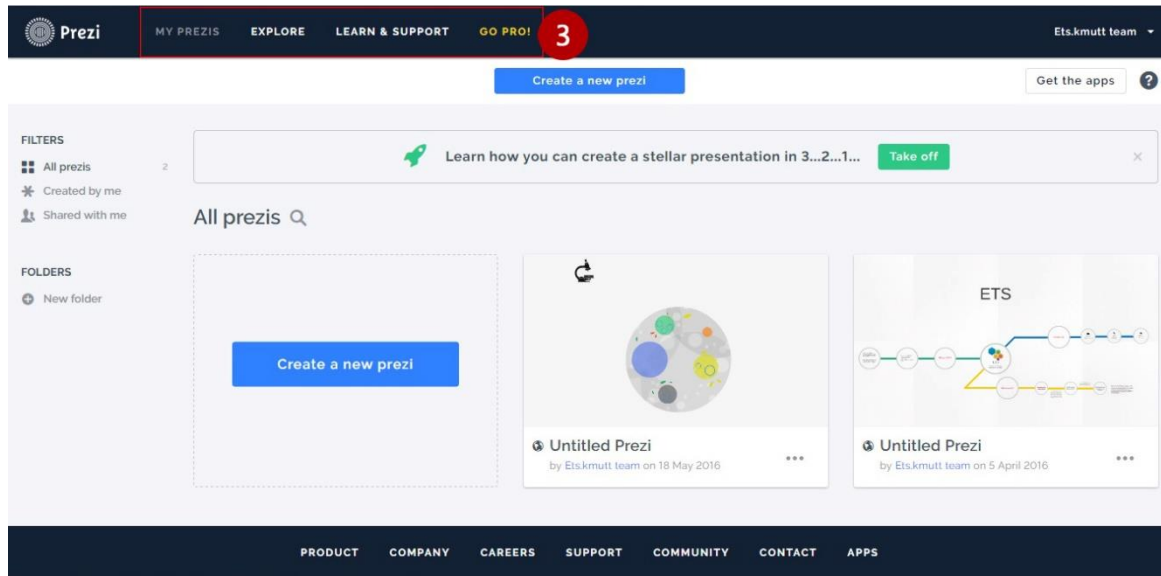 Prezi MY PREZIS EXPLORE LEARN & SUPPORT GO PRO! 3 Ets.kmutt team
Create a new prezi Get the apps ?
FILTERS
All prezis 2
Created by me
Shared with me
Learn how you can create a stellar presentation in 3...2...1... Take off
All prezis
FOLDERS
New folder
Create a new prezi
ETS
Untitled Prezi
by Ets.kmutt team on 18 May 2016
Untitled Prezi
by Ets.kmutt team on 5 April 2016
PRODUCT COMPANY CAREERS SUPPORT COMMUNITY CONTACT APPS